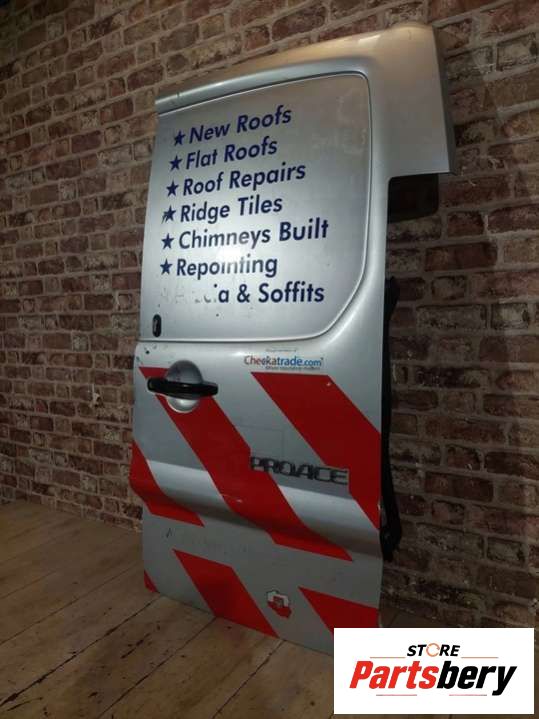 ★ New Roofs
★ Flat Roofs
★ Roof Repairs
★ Ridge Tiles
★ Chimneys Built
★ Repointing
& Soffits
Checkatrade.com
PROACE
STORE
Partsbery